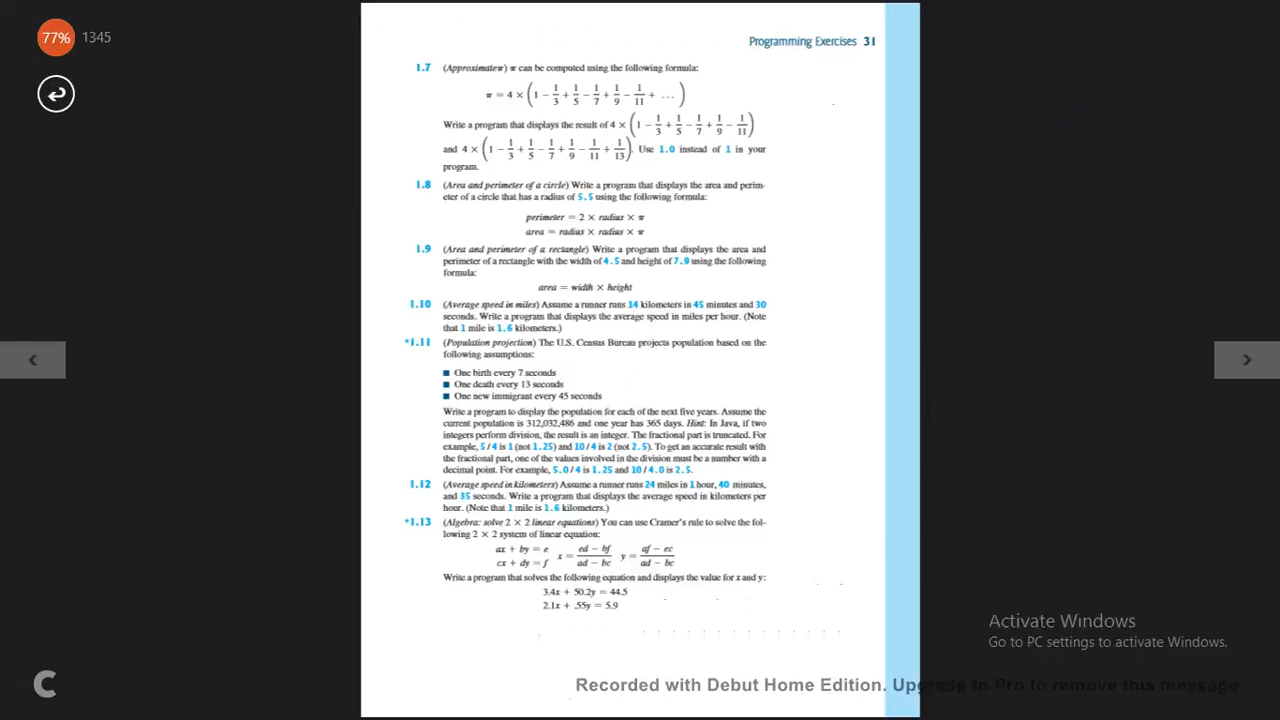 77% 1345
Programming Exercises 31
1.7 (Approximate π) π can be computed using the following formula:
π = 4 × ( 1 − 1/3 + 1/5 − 1/7 + 1/9 − 1/11 + … )
Write a program that displays the result of 4 × ( 1 − 1/3 + 1/5 − 1/7 + 1/9 − 1/11 )
and 4 × ( 1 − 1/3 + 1/5 − 1/7 + 1/9 − 1/11 + 1/13 ). Use 1.0 instead of 1 in your
program.
1.8 (Area and perimeter of a circle) Write a program that displays the area and perim-
eter of a circle that has a radius of 5.5 using the following formula:
perimeter = 2 × radius × π
area = radius × radius × π
1.9 (Area and perimeter of a rectangle) Write a program that displays the area and
perimeter of a rectangle with the width of 4.5 and height of 7.9 using the following
formula:
area = width × height
1.10 (Average speed in miles) Assume a runner runs 14 kilometers in 45 minutes and 30
seconds. Write a program that displays the average speed in miles per hour. (Note
that 1 mile is 1.6 kilometers.)
*1.11 (Population projection) The U.S. Census Bureau projects population based on the
following assumptions:
■ One birth every 7 seconds
■ One death every 13 seconds
■ One new immigrant every 45 seconds
Write a program to display the population for each of the next five years. Assume the
current population is 312,032,486 and one year has 365 days. Hint: In Java, if two
integers perform division, the result is an integer. The fractional part is truncated. For
example, 5/4 is 1 (not 1.25) and 10/4 is 2 (not 2.5). To get an accurate result with
the fractional part, one of the values involved in the division must be a number with a
decimal point. For example, 5.0/4 is 1.25 and 10/4.0 is 2.5.
1.12 (Average speed in kilometers) Assume a runner runs 24 miles in 1 hour, 40 minutes,
and 35 seconds. Write a program that displays the average speed in kilometers per
hour. (Note that 1 mile is 1.6 kilometers.)
*1.13 (Algebra: solve 2 × 2 linear equations) You can use Cramer's rule to solve the fol-
lowing 2 × 2 system of linear equation:
ax + by = e
cx + dy = f
x = (ed − bf)/(ad − bc) y = (af − ec)/(ad − bc)
Write a program that solves the following equation and displays the value for x and y:
3.4x + 50.2y = 44.5
2.1x + .55y = 5.9
Activate Windows
Go to PC settings to activate Windows.
Recorded with Debut Home Edition. Upgrade to Pro to remove this message